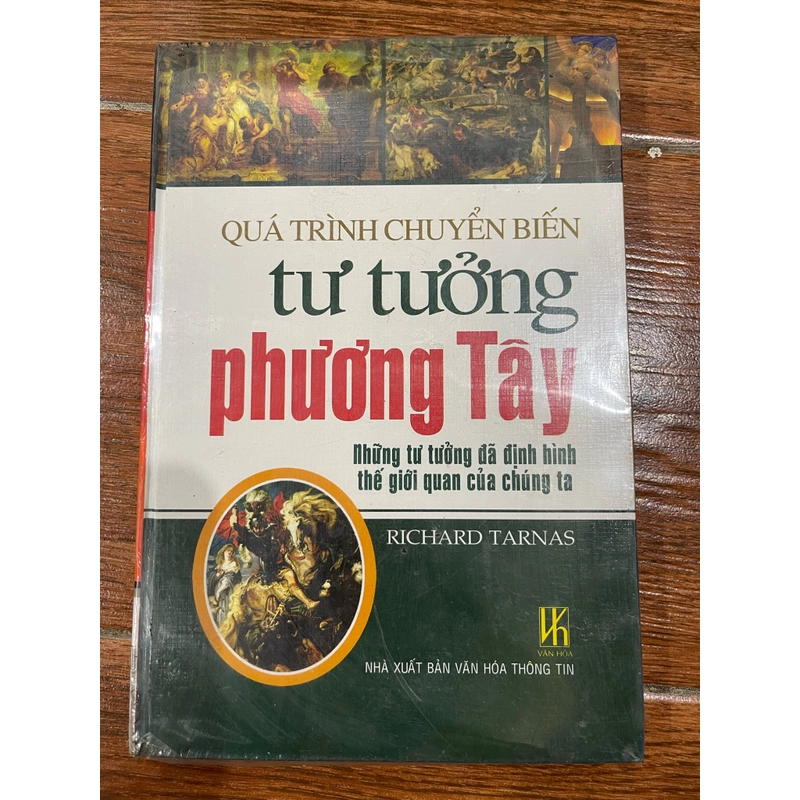 QUÁ TRÌNH CHUYỂN BIẾN
tư tưởng
phương Tây
Những tư tưởng đã định hình
thế giới quan của chúng ta
RICHARD TARNAS
VĂN HÓA
NHÀ XUẤT BẢN VĂN HÓA THÔNG TIN